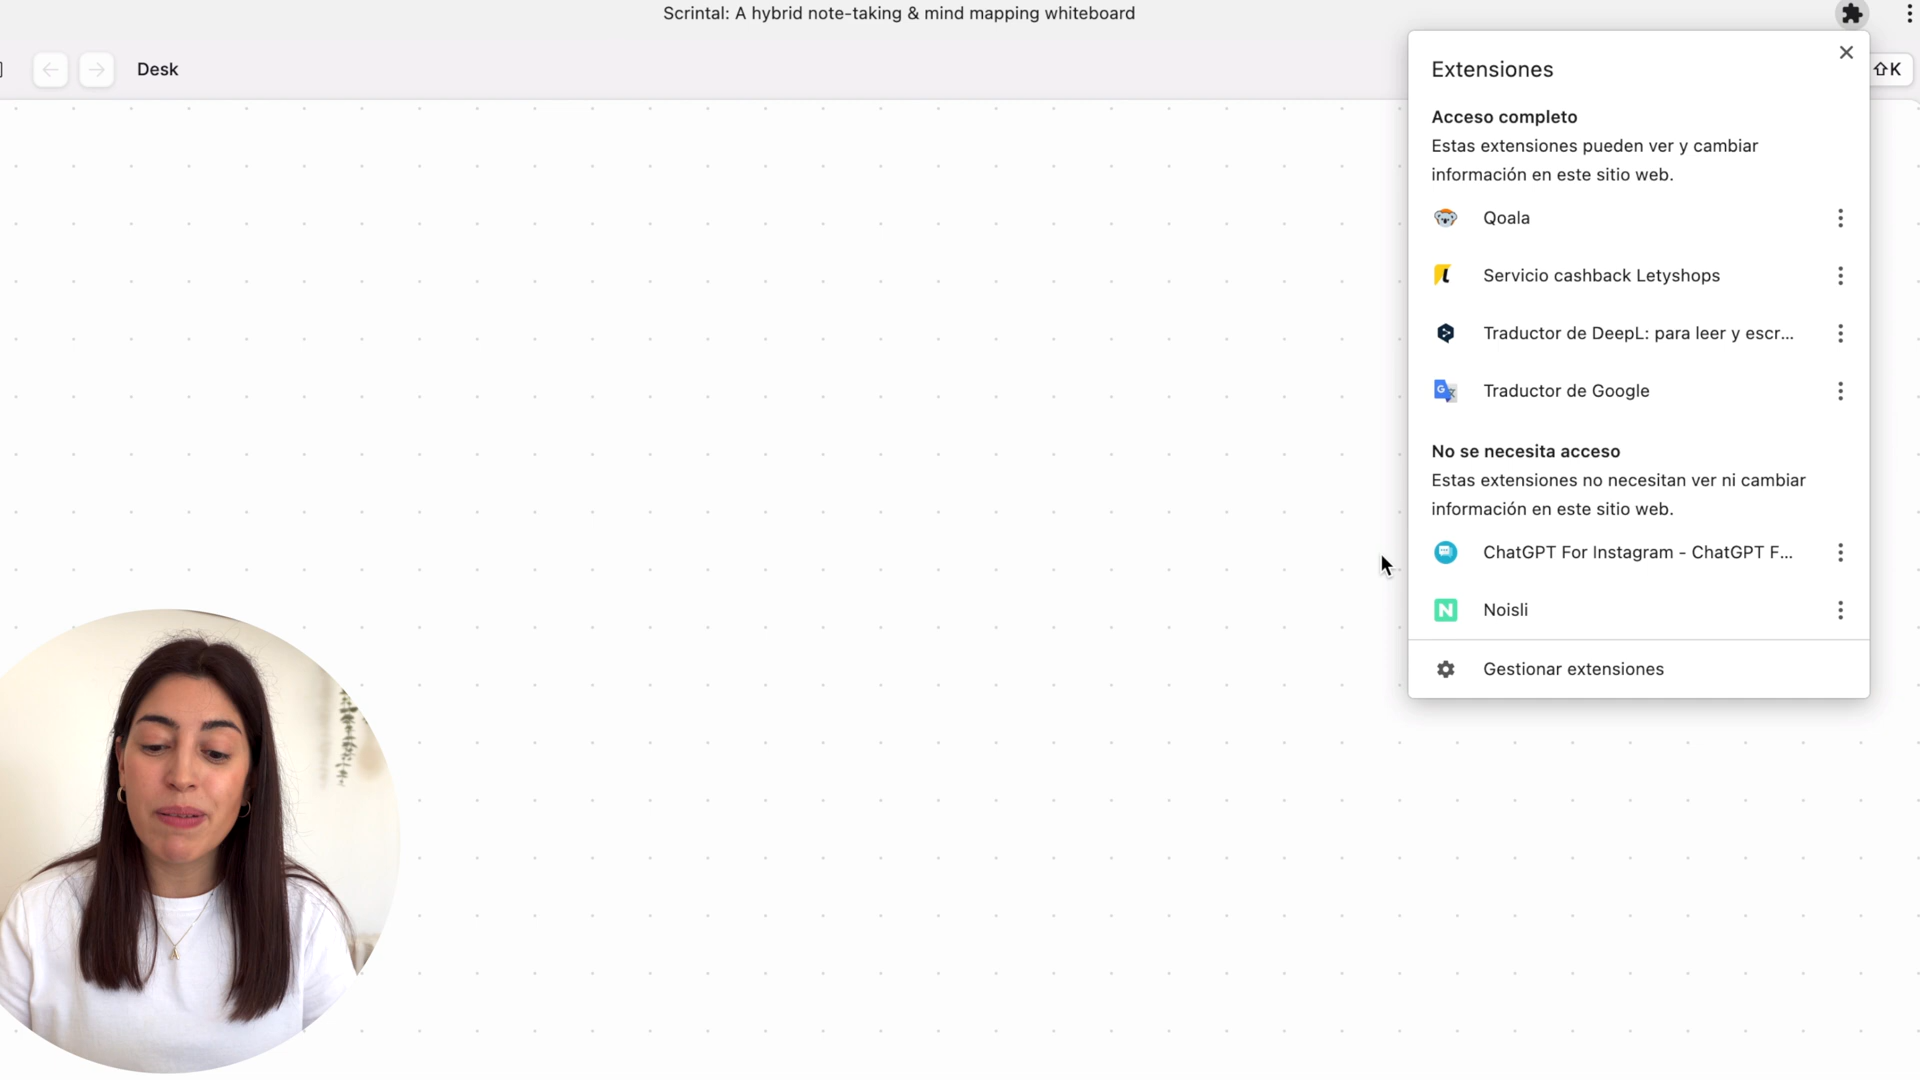 Scrintal: A hybrid note-taking & mind mapping whiteboard
Desk
⇧K
Extensiones
Acceso completo
Estas extensiones pueden ver y cambiar
información en este sitio web.
Qoala
Servicio cashback Letyshops
Traductor de DeepL: para leer y escr...
Traductor de Google
No se necesita acceso
Estas extensiones no necesitan ver ni cambiar
información en este sitio web.
ChatGPT For Instagram - ChatGPT F...
Noisli
Gestionar extensiones